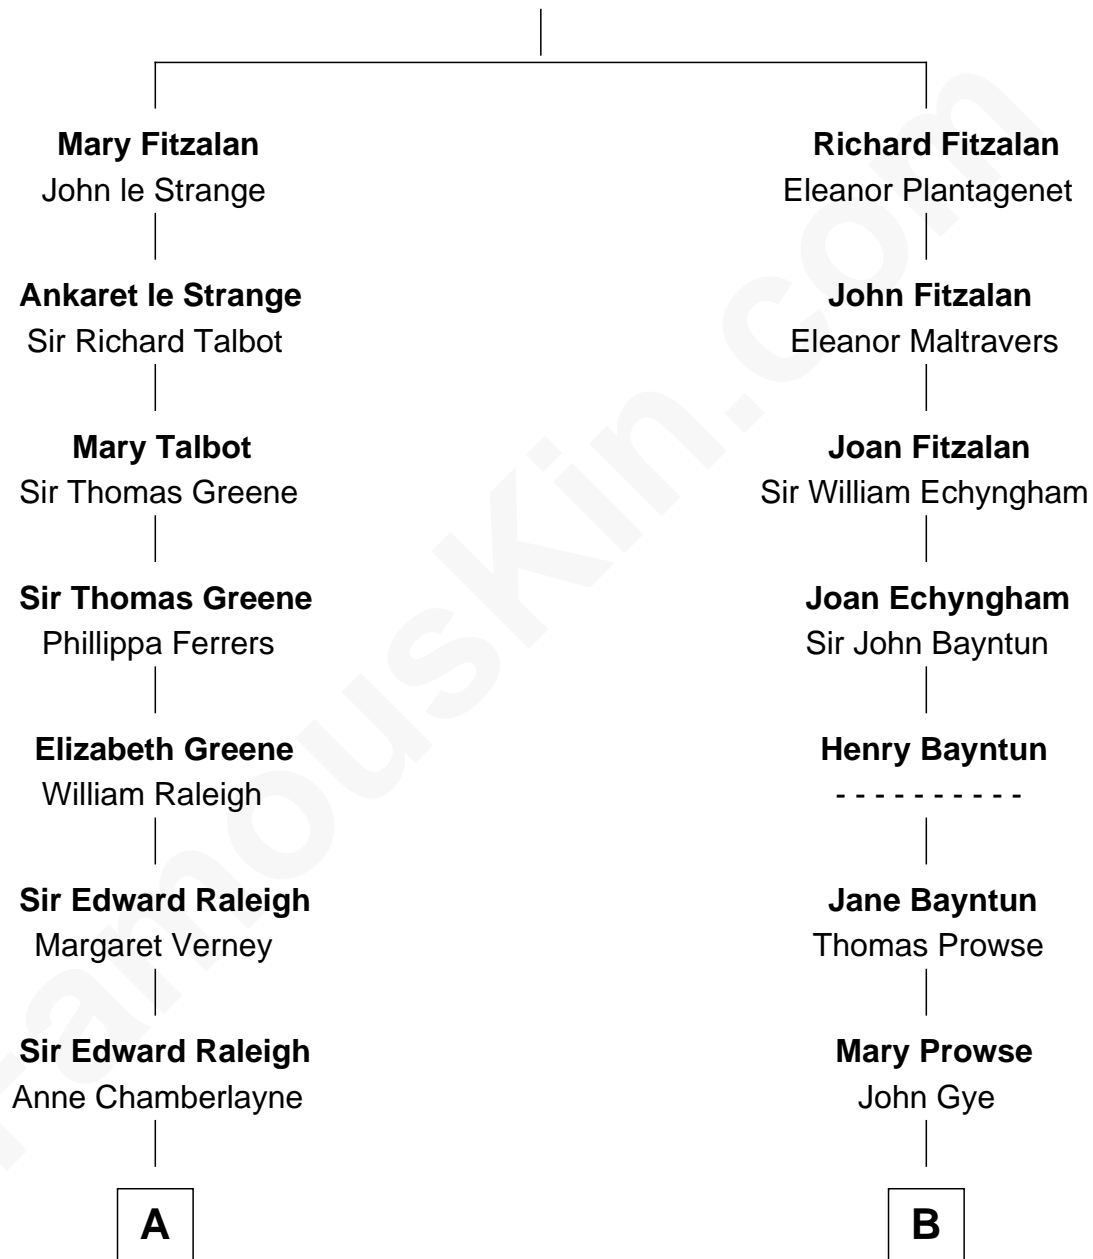 Mary Fitzalan
John le Strange
Richard Fitzalan
Eleanor Plantagenet
Ankaret le Strange
Sir Richard Talbot
John Fitzalan
Eleanor Maltravers
Mary Talbot
Sir Thomas Greene
Joan Fitzalan
Sir William Echyngham
Sir Thomas Greene
Phillippa Ferrers
Joan Echyngham
Sir John Bayntun
Elizabeth Greene
William Raleigh
Henry Bayntun
- - - - - - - - - -
Sir Edward Raleigh
Margaret Verney
Jane Bayntun
Thomas Prowse
Sir Edward Raleigh
Anne Chamberlayne
Mary Prowse
John Gye
A
B
FamousKin.com